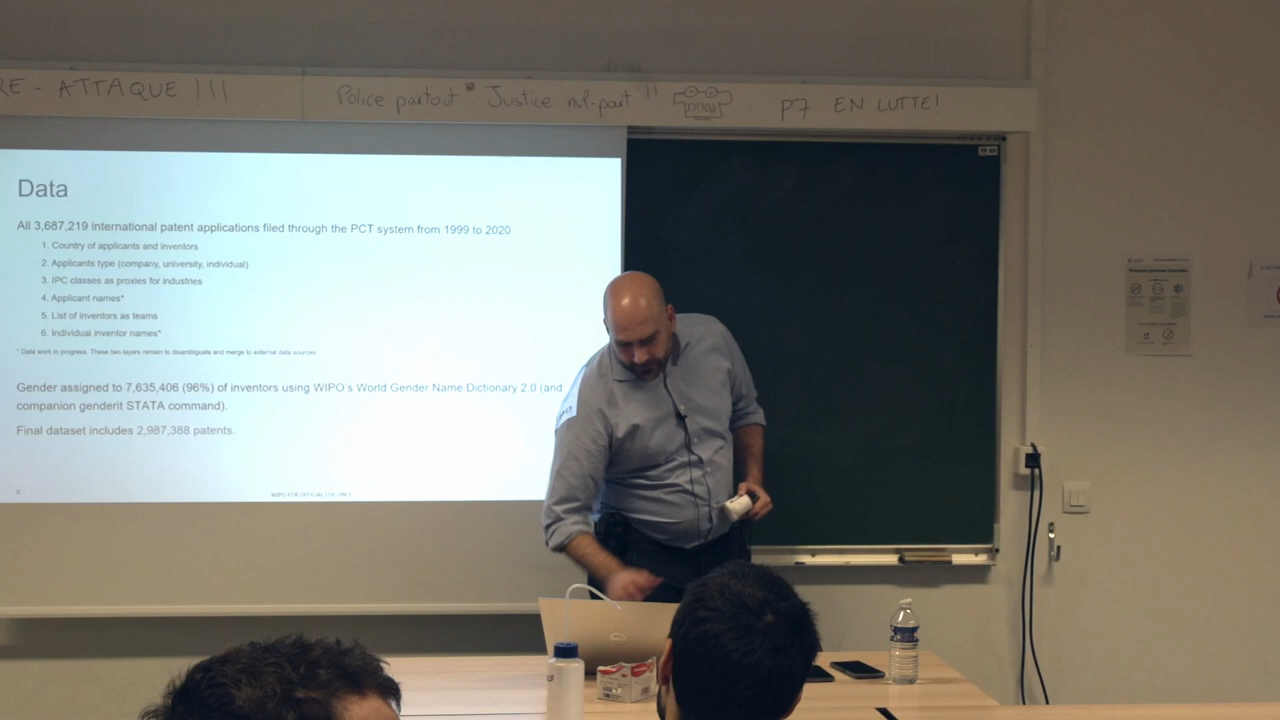 RE - ATTAQUE !!!
Police partout Justice nul-part !!
P7 EN LUTTE!
Data
All 3,687,219 international patent applications filed through the PCT system from 1999 to 2020
1. Country of applicants and inventors
2. Applicants type (company, university, individual)
3. IPC classes as proxies for industries
4. Applicant names*
5. List of inventors as teams
6. Individual inventor names*
* Data work in progress. These two layers remain to disambiguate and merge to external data sources.
Gender assigned to 7,635,406 (96%) of inventors using WIPO's World Gender Name Dictionary 2.0 (and
companion genderit STATA command).
Final dataset includes 2,987,388 patents.
WIPO FOR OFFICIAL USE ONLY